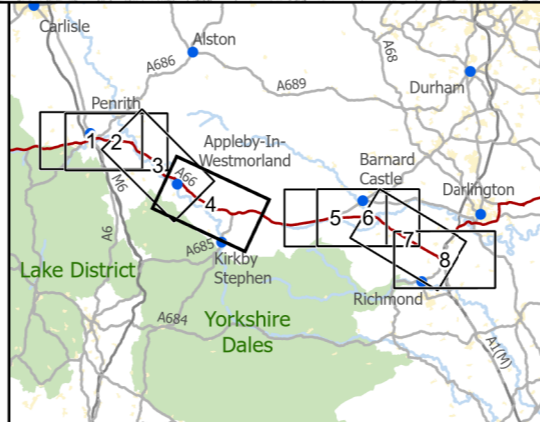 Carlisle
Alston
A68
A686
A689
Durham
Penrith
1
2
Appleby-In-
Westmorland
3
A66
M6
4
Barnard
Castle
Darlington
5
6
7
8
A6
A685
Kirkby
Stephen
Lake District
Richmond
A684
Yorkshire
Dales
A1(M)